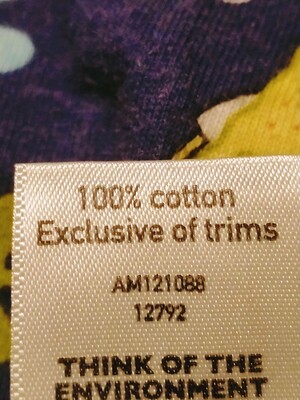 100% cotton
Exclusive of trims
AM121088
12792
THINK OF THE
ENVIRONMENT